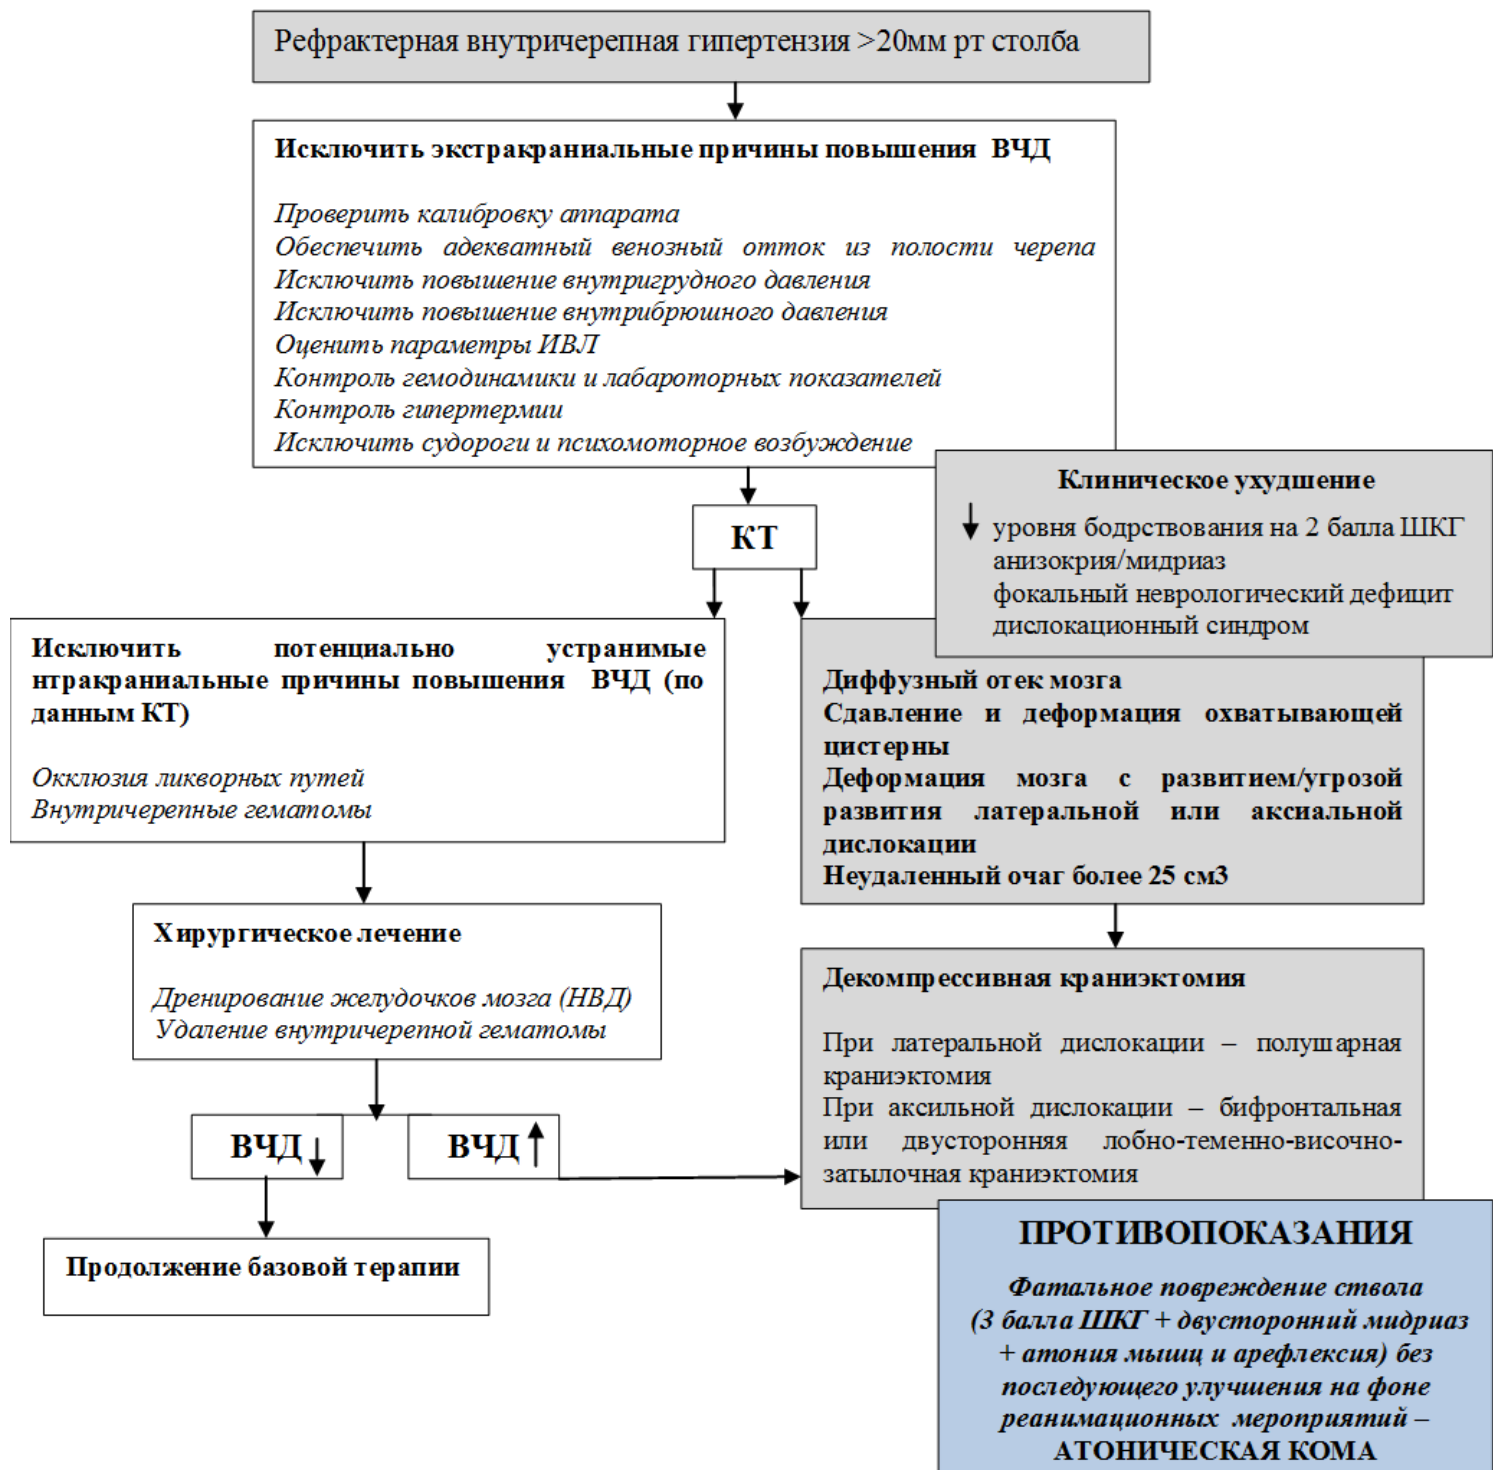 Рефрактерная внутричерепная гипертензия >20мм рт столба
Исключить экстракраниальные причины повышения ВЧД
Проверить калибровку аппарата
Обеспечить адекватный венозный отток из полости черепа
Исключить повышение внутригрудного давления
Исключить повышение внутрибрюшного давления
Оценить параметры ИВЛ
Контроль гемодинамики и лабароторных показателей
Контроль гипертермии
Исключить судороги и психомоторное возбуждение
Клиническое ухудшение
↓ уровня бодрствования на 2 балла ШКГ
анизокрия/мидриаз
фокальный неврологический дефицит
дислокационный синдром
КТ
Исключить потенциально устранимые
нтракраниальные причины повышения ВЧД (по
данным КТ)
Окклюзия ликворных путей
Внутричерепные гематомы
Диффузный отек мозга
Сдавление и деформация охватывающей
цистерны
Деформация мозга с развитием/угрозой
развития латеральной или аксиальной
дислокации
Неудаленный очаг более 25 см3
Хирургическое лечение
Дренирование желудочков мозга (НВД)
Удаление внутричерепной гематомы
Декомпрессивная краниэктомия
При латеральной дислокации – полушарная
краниэктомия
При аксильной дислокации – бифронтальная
или двусторонняя лобно-теменно-височно-
затылочная краниэктомия
ВЧД ↓
ВЧД ↑
Продолжение базовой терапии
ПРОТИВОПОКАЗАНИЯ
Фатальное повреждение ствола
(3 балла ШКГ + двусторонний мидриаз
+ атония мышц и арефлексия) без
последующего улучшения на фоне
реанимационных мероприятий –
АТОНИЧЕСКАЯ КОМА